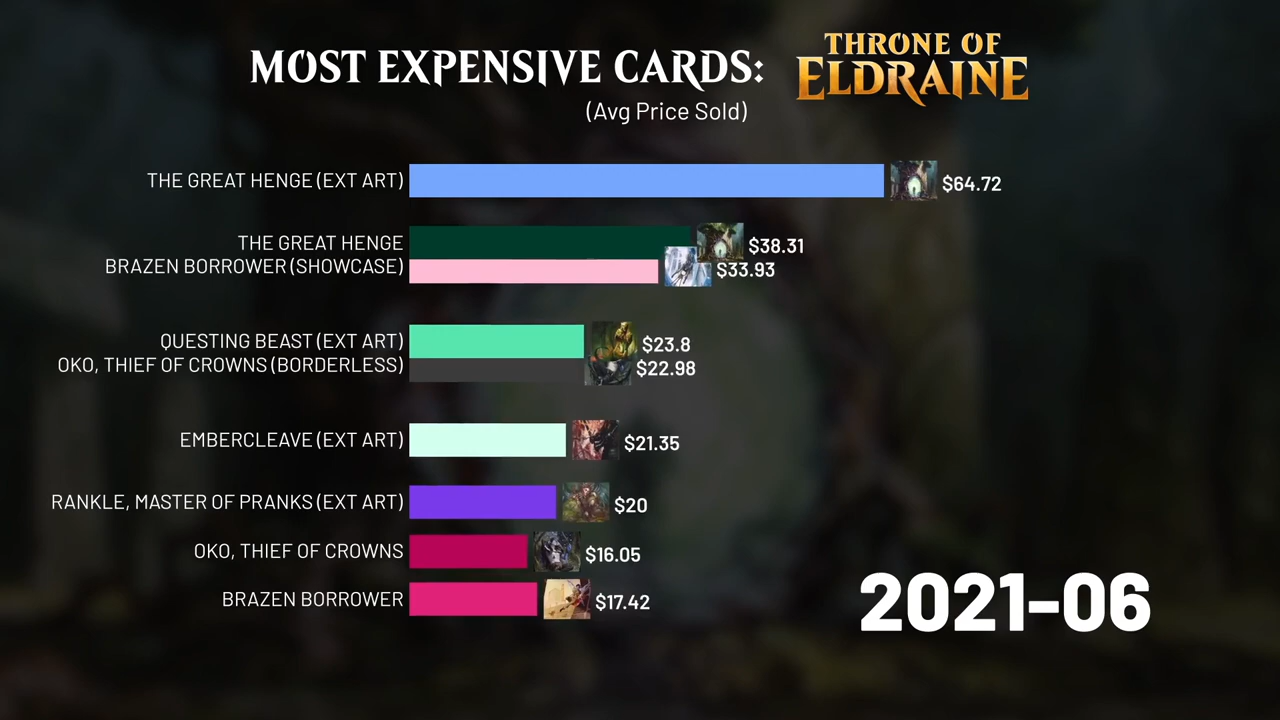 MOST EXPENSIVE CARDS:
THRONE OF
ELDRAINE
(Avg Price Sold)
THE GREAT HENGE (EXT ART) $64.72
THE GREAT HENGE $38.31
BRAZEN BORROWER (SHOWCASE) $33.93
QUESTING BEAST (EXT ART) $23.8
OKO, THIEF OF CROWNS (BORDERLESS) $22.98
EMBERCLEAVE (EXT ART) $21.35
RANKLE, MASTER OF PRANKS (EXT ART) $20
OKO, THIEF OF CROWNS $16.05
BRAZEN BORROWER $17.42
2021-06